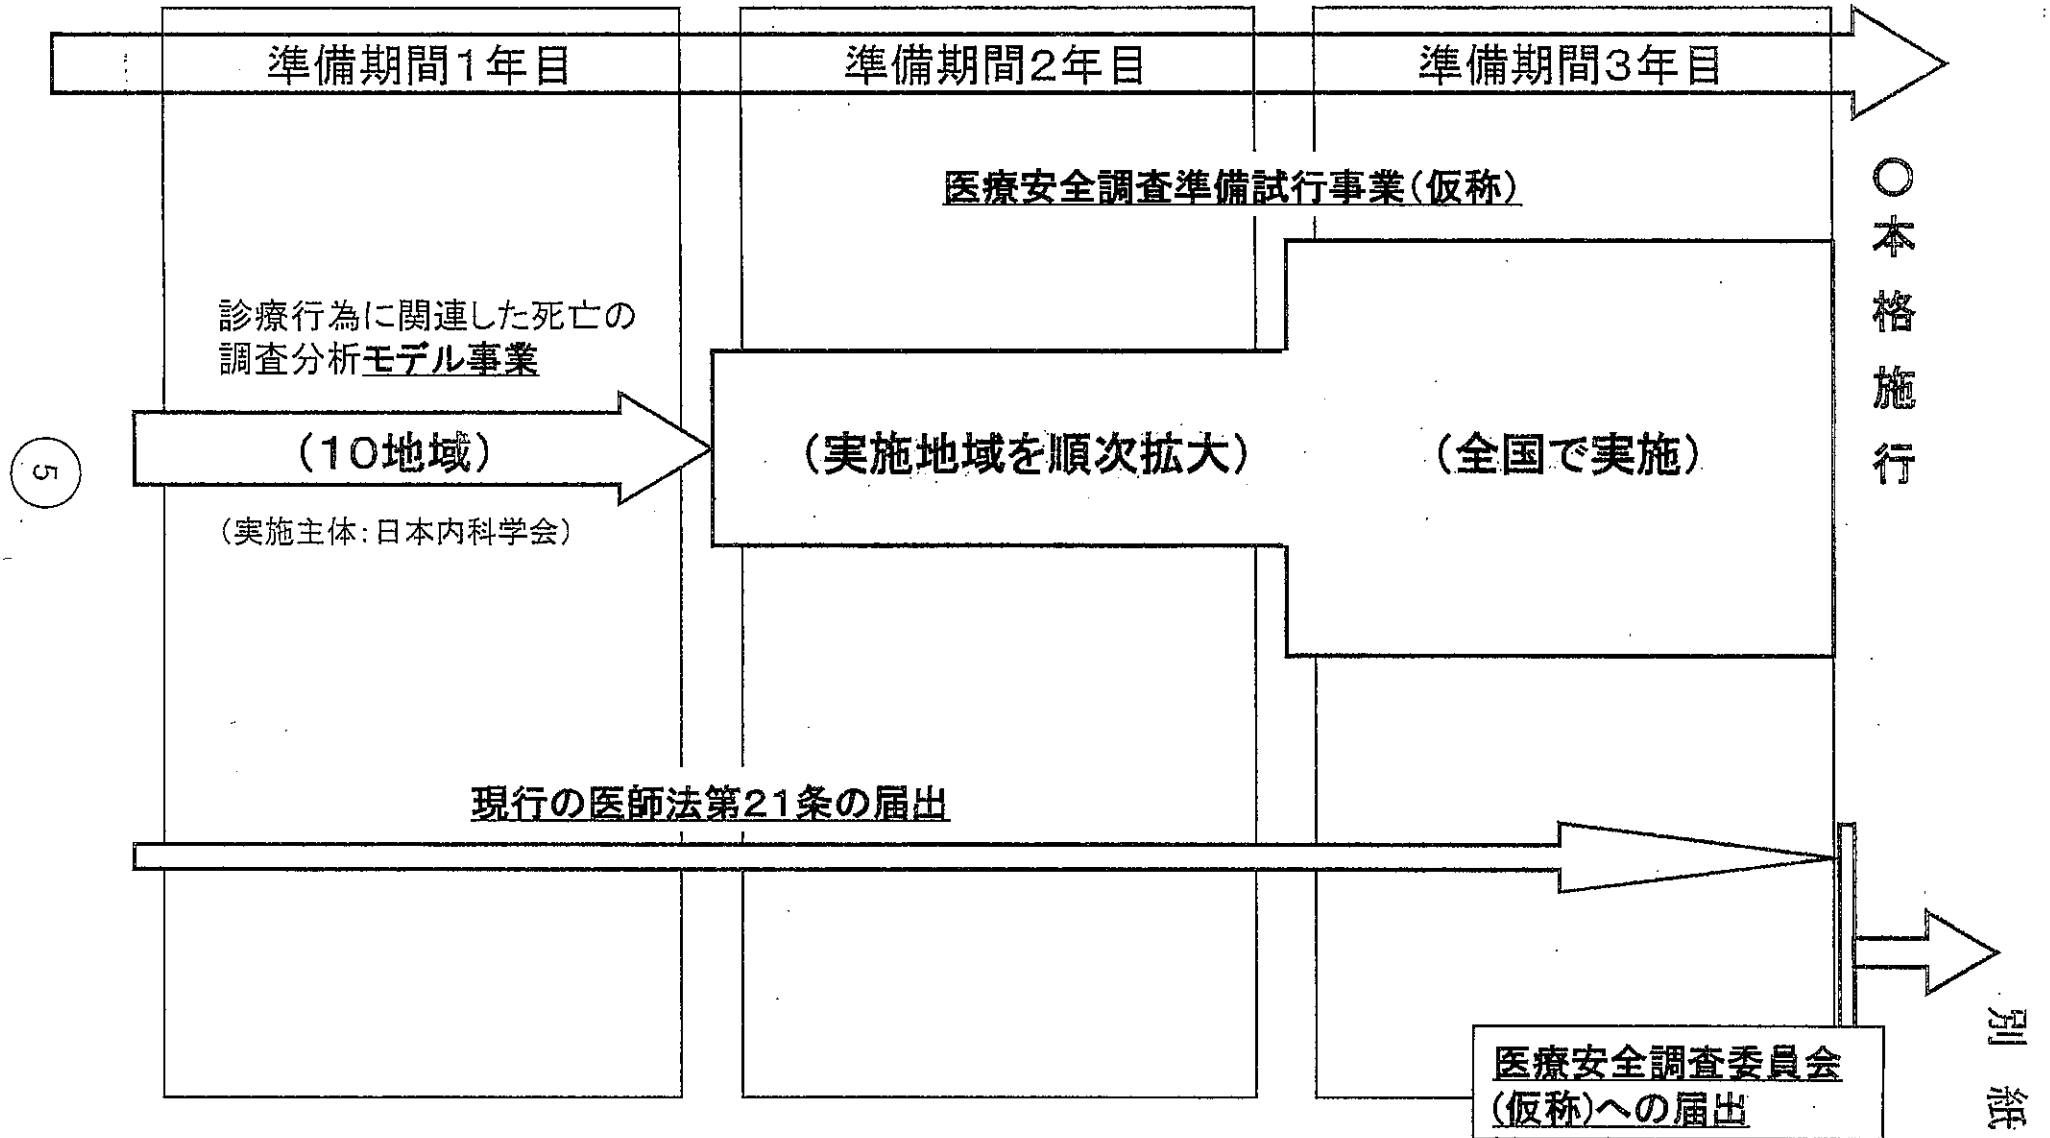 準備期間1年目
準備期間2年目
準備期間3年目
医療安全調査準備試行事業(仮称)
○本格施行
診療行為に関連した死亡の
調査分析モデル事業
(10地域)
(実施主体:日本内科学会)
(実施地域を順次拡大)
(全国で実施)
5
現行の医師法第21条の届出
医療安全調査委員会
(仮称)への届出
別紙